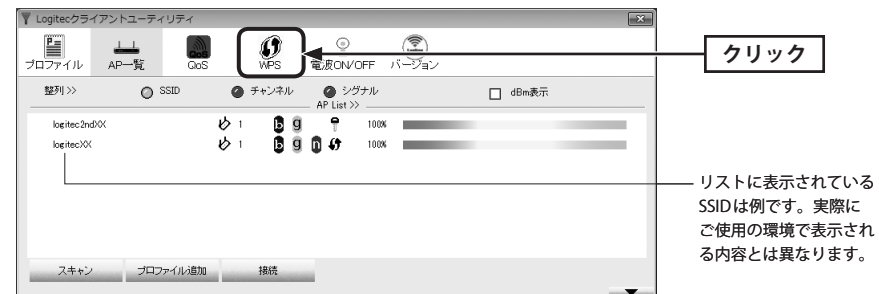 Logitecクライアントユーティリティ
プロファイル AP一覧 QoS WPS 電波ON/OFF バージョン
クリック
整列 >> SSID チャンネル シグナル dBm表示
AP List >>
logitec2ndXX 1 b g 100%
logitecXX 1 b g n 100%
リストに表示されている
SSIDは例です。実際に
ご使用の環境で表示され
る内容とは異なります。
スキャン プロファイル追加 接続